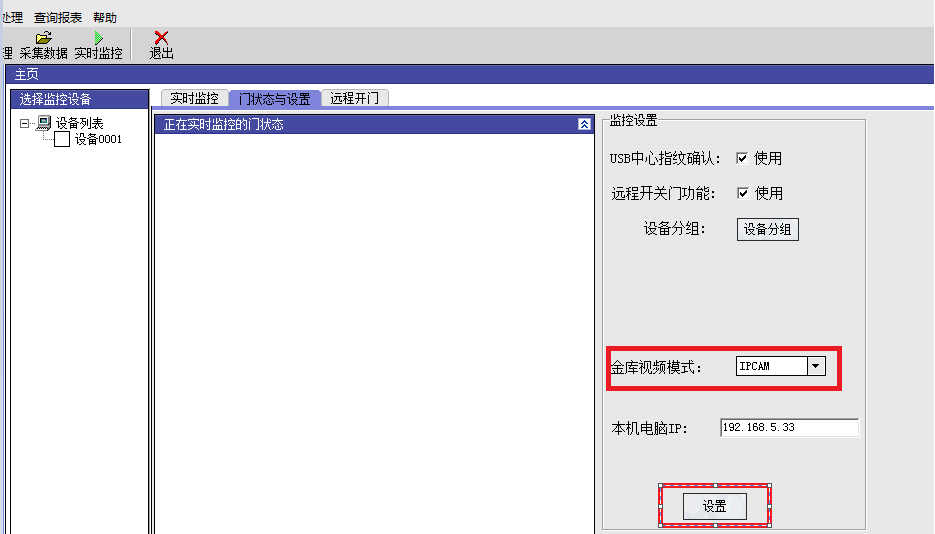 处理 查询报表 帮助
理 采集数据 实时监控 退出
主页
选择监控设备
设备列表
设备0001
实时监控 门状态与设置 远程开门
正在实时监控的门状态
监控设置
USB中心指纹确认: 使用
远程开关门功能: 使用
设备分组: 设备分组
金库视频模式: IPCAM
本机电脑IP: 192.168.5.33
设置